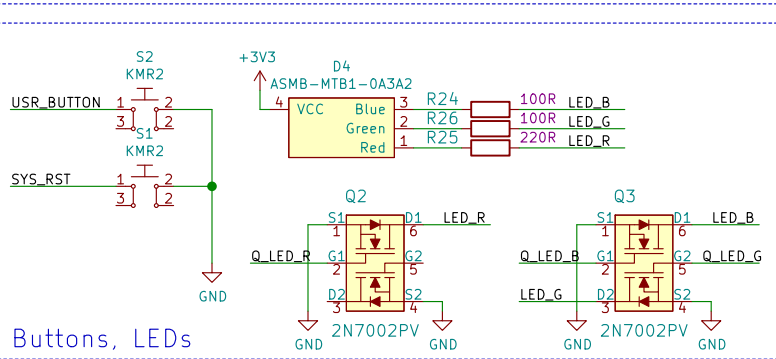 S2
KMR2
USR_BUTTON 1 2
3 2
S1
KMR2
SYS_RST 1 2
3 2
GND
+3V3
D4
ASMB-MTB1-0A3A2
4 VCC Blue 3 R24 100R LED_B
Green 2 R26 100R LED_G
Red 1 R25 220R LED_R
Q2
S1 D1 LED_R
1 6
Q_LED_R G1 G2
2 5
D2 S2
3 4
2N7002PV
GND GND
Q3
S1 D1 LED_B
1 6
Q_LED_B G1 G2 Q_LED_G
2 5
LED_G D2 S2
3 4
2N7002PV
GND GND
Buttons, LEDs